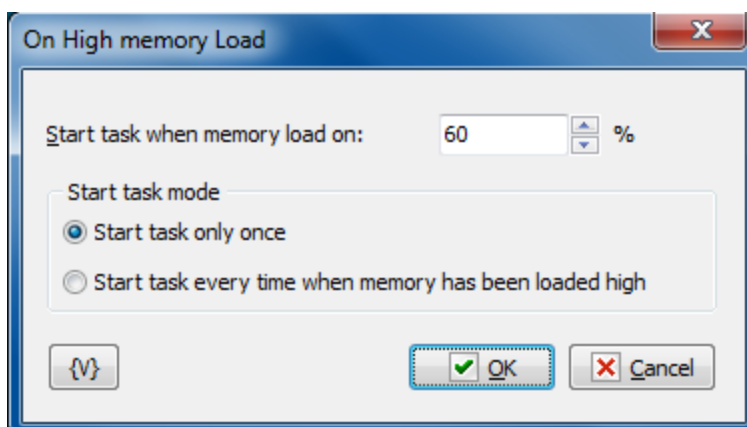 On High memory Load
Start task when memory load on: 60 %
Start task mode
Start task only once
Start task every time when memory has been loaded high
{V} OK Cancel